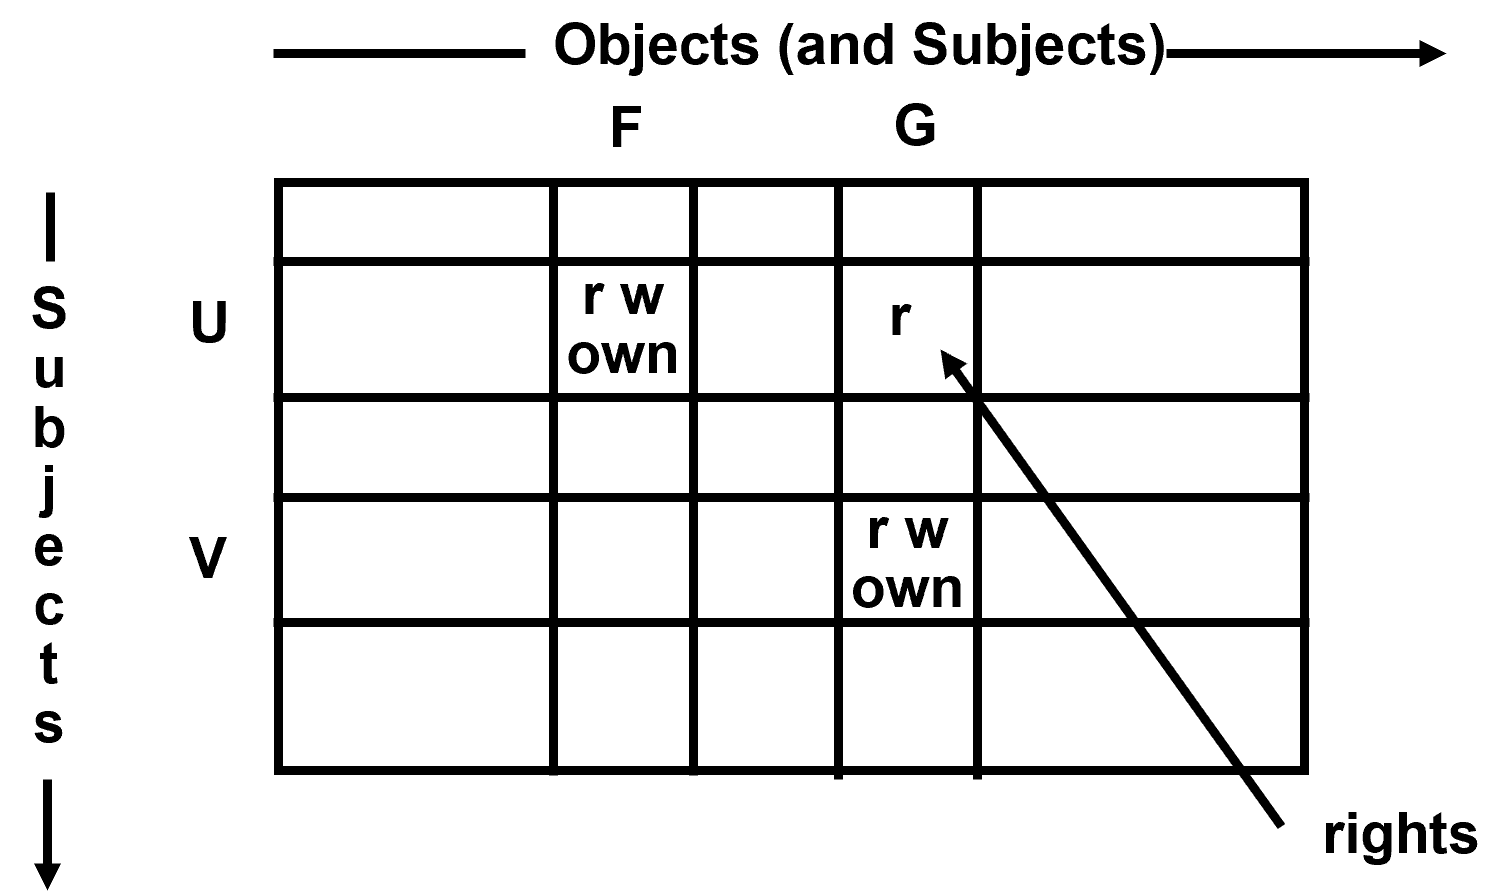 Objects (and Subjects)
F
G
Subjects
U
r w
own
r
V
r w
own
rights